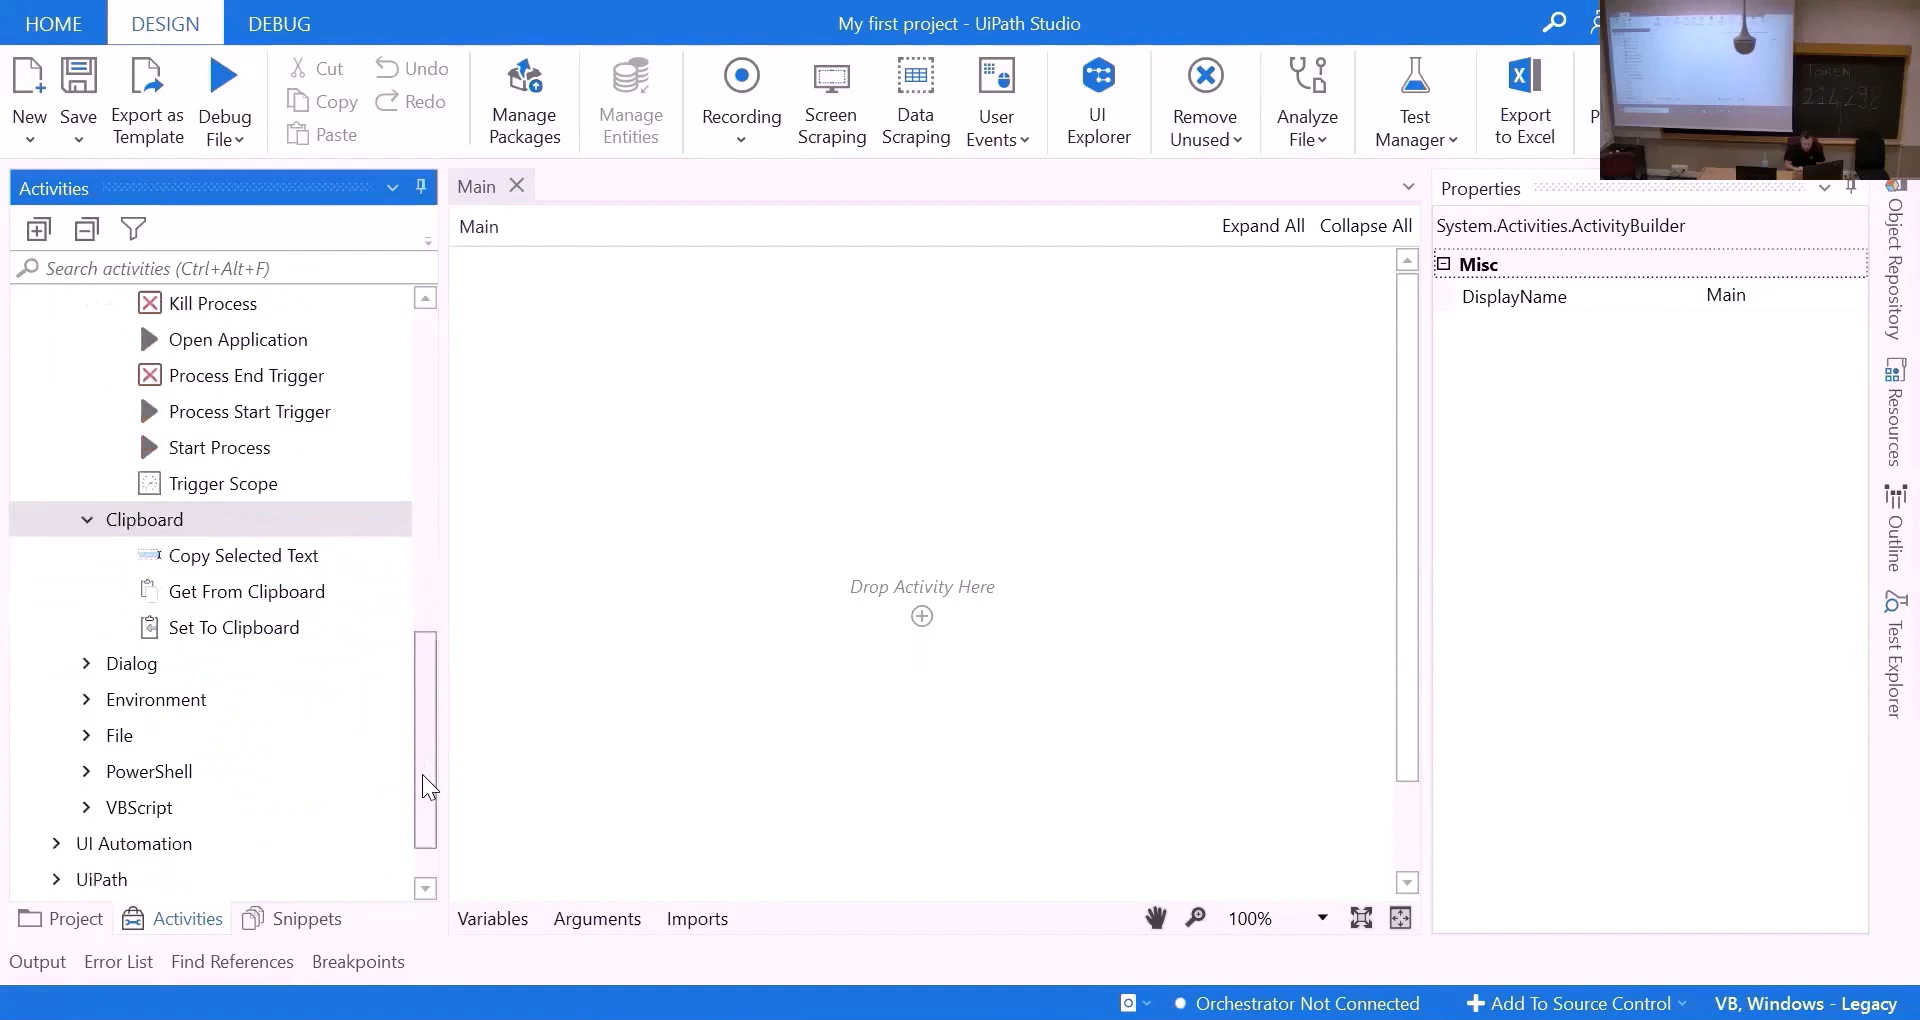 HOME
DESIGN
DEBUG
My first project - UiPath Studio
New
Save
Export as
Template
Debug
File
Cut
Copy
Paste
Undo
Redo
Manage
Packages
Manage
Entities
Recording
Screen
Scraping
Data
Scraping
User
Events
UI
Explorer
Remove
Unused
Analyze
File
Test
Manager
Export
to Excel
P
TOKEN
214292
Activities
Search activities (Ctrl+Alt+F)
Kill Process
Open Application
Process End Trigger
Process Start Trigger
Start Process
Trigger Scope
Clipboard
Copy Selected Text
Get From Clipboard
Set To Clipboard
Dialog
Environment
File
PowerShell
VBScript
UI Automation
UiPath
Project
Activities
Snippets
Main
Main
Expand All
Collapse All
Drop Activity Here
Variables
Arguments
Imports
100%
Properties
System.Activities.ActivityBuilder
Misc
DisplayName
Main
Object Repository
Resources
Outline
Test Explorer
Output
Error List
Find References
Breakpoints
Orchestrator Not Connected
Add To Source Control
VB, Windows - Legacy